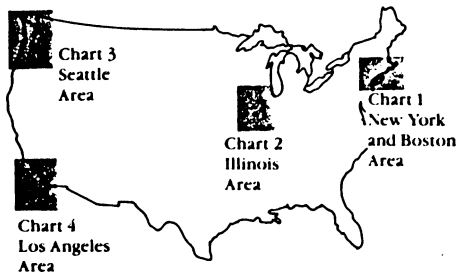 Chart 3
Seattle
Area
Chart 1
New York
and Boston
Area
Chart 2
Illinois
Area
Chart 4
Los Angeles
Area